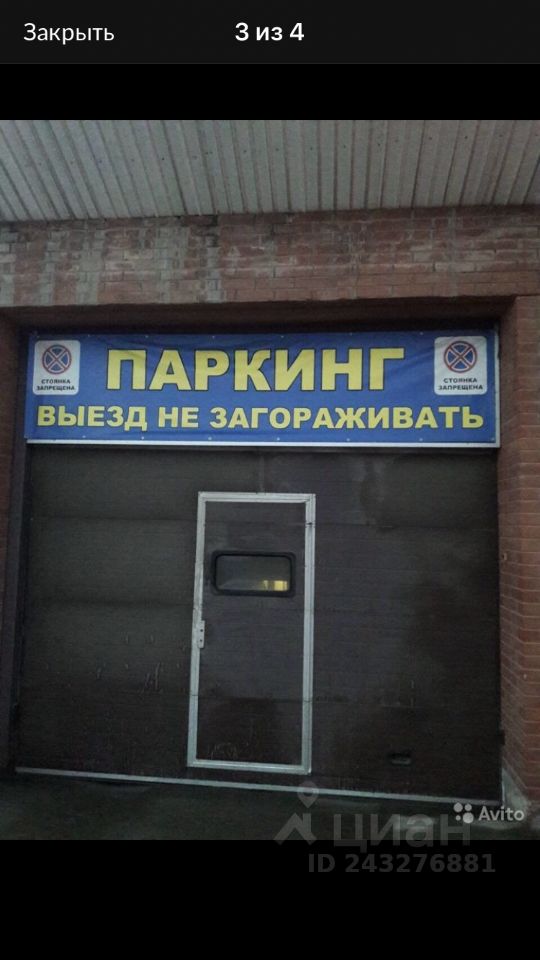 Закрыть
3 из 4
ПАРКИНГ
СТОЯНКА
ЗАПРЕЩЕНА
СТОЯНКА
ЗАПРЕЩЕНА
ВЫЕЗД НЕ ЗАГОРАЖИВАТЬ
Avito
циан
ID 243276881